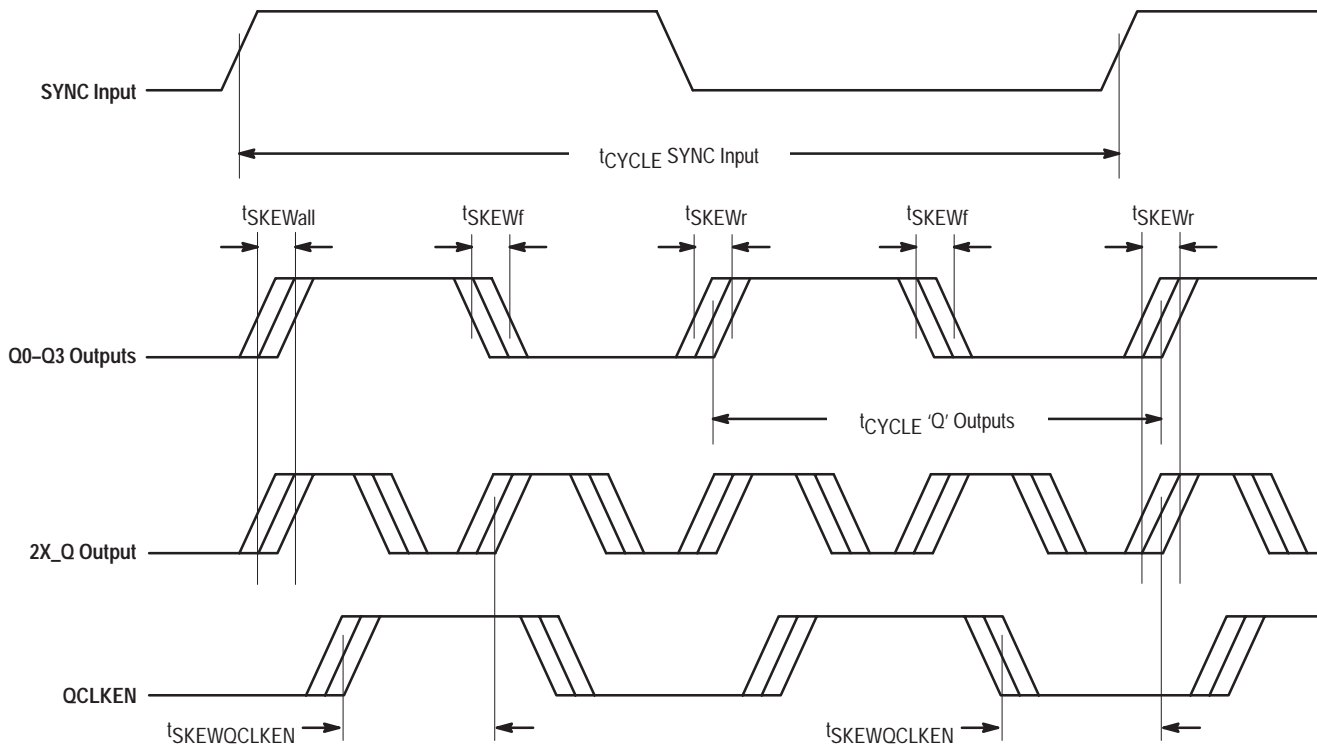 SYNC Input
tCYCLE SYNC Input
tSKEWall
tSKEWf
tSKEWr
tSKEWf
tSKEWr
Q0–Q3 Outputs
tCYCLE ‘Q’ Outputs
2X_Q Output
QCLKEN
tSKEWQCLKEN
tSKEWQCLKEN